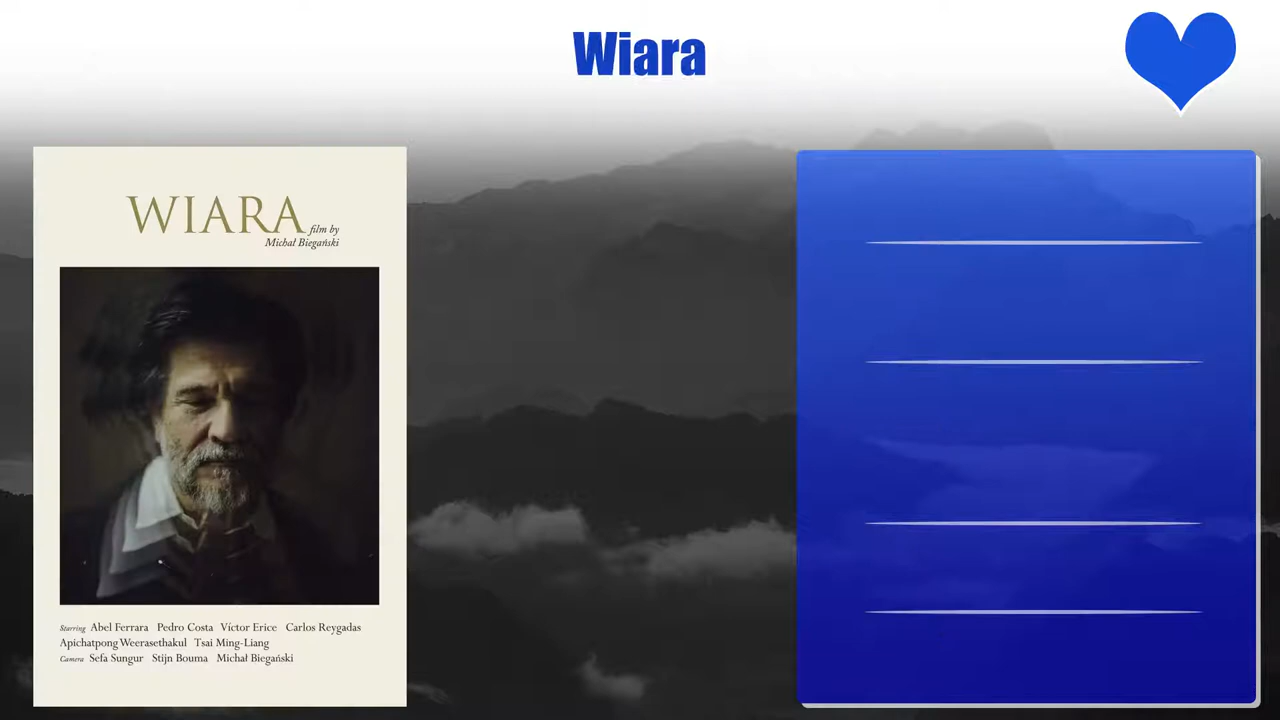 Wiara
WIARA film by
Michał Biegański
Starring Abel Ferrara Pedro Costa Víctor Erice Carlos Reygadas
Apichatpong Weerasethakul Tsai Ming-Liang
Camera Sefa Sungur Stijn Bouma Michał Biegański